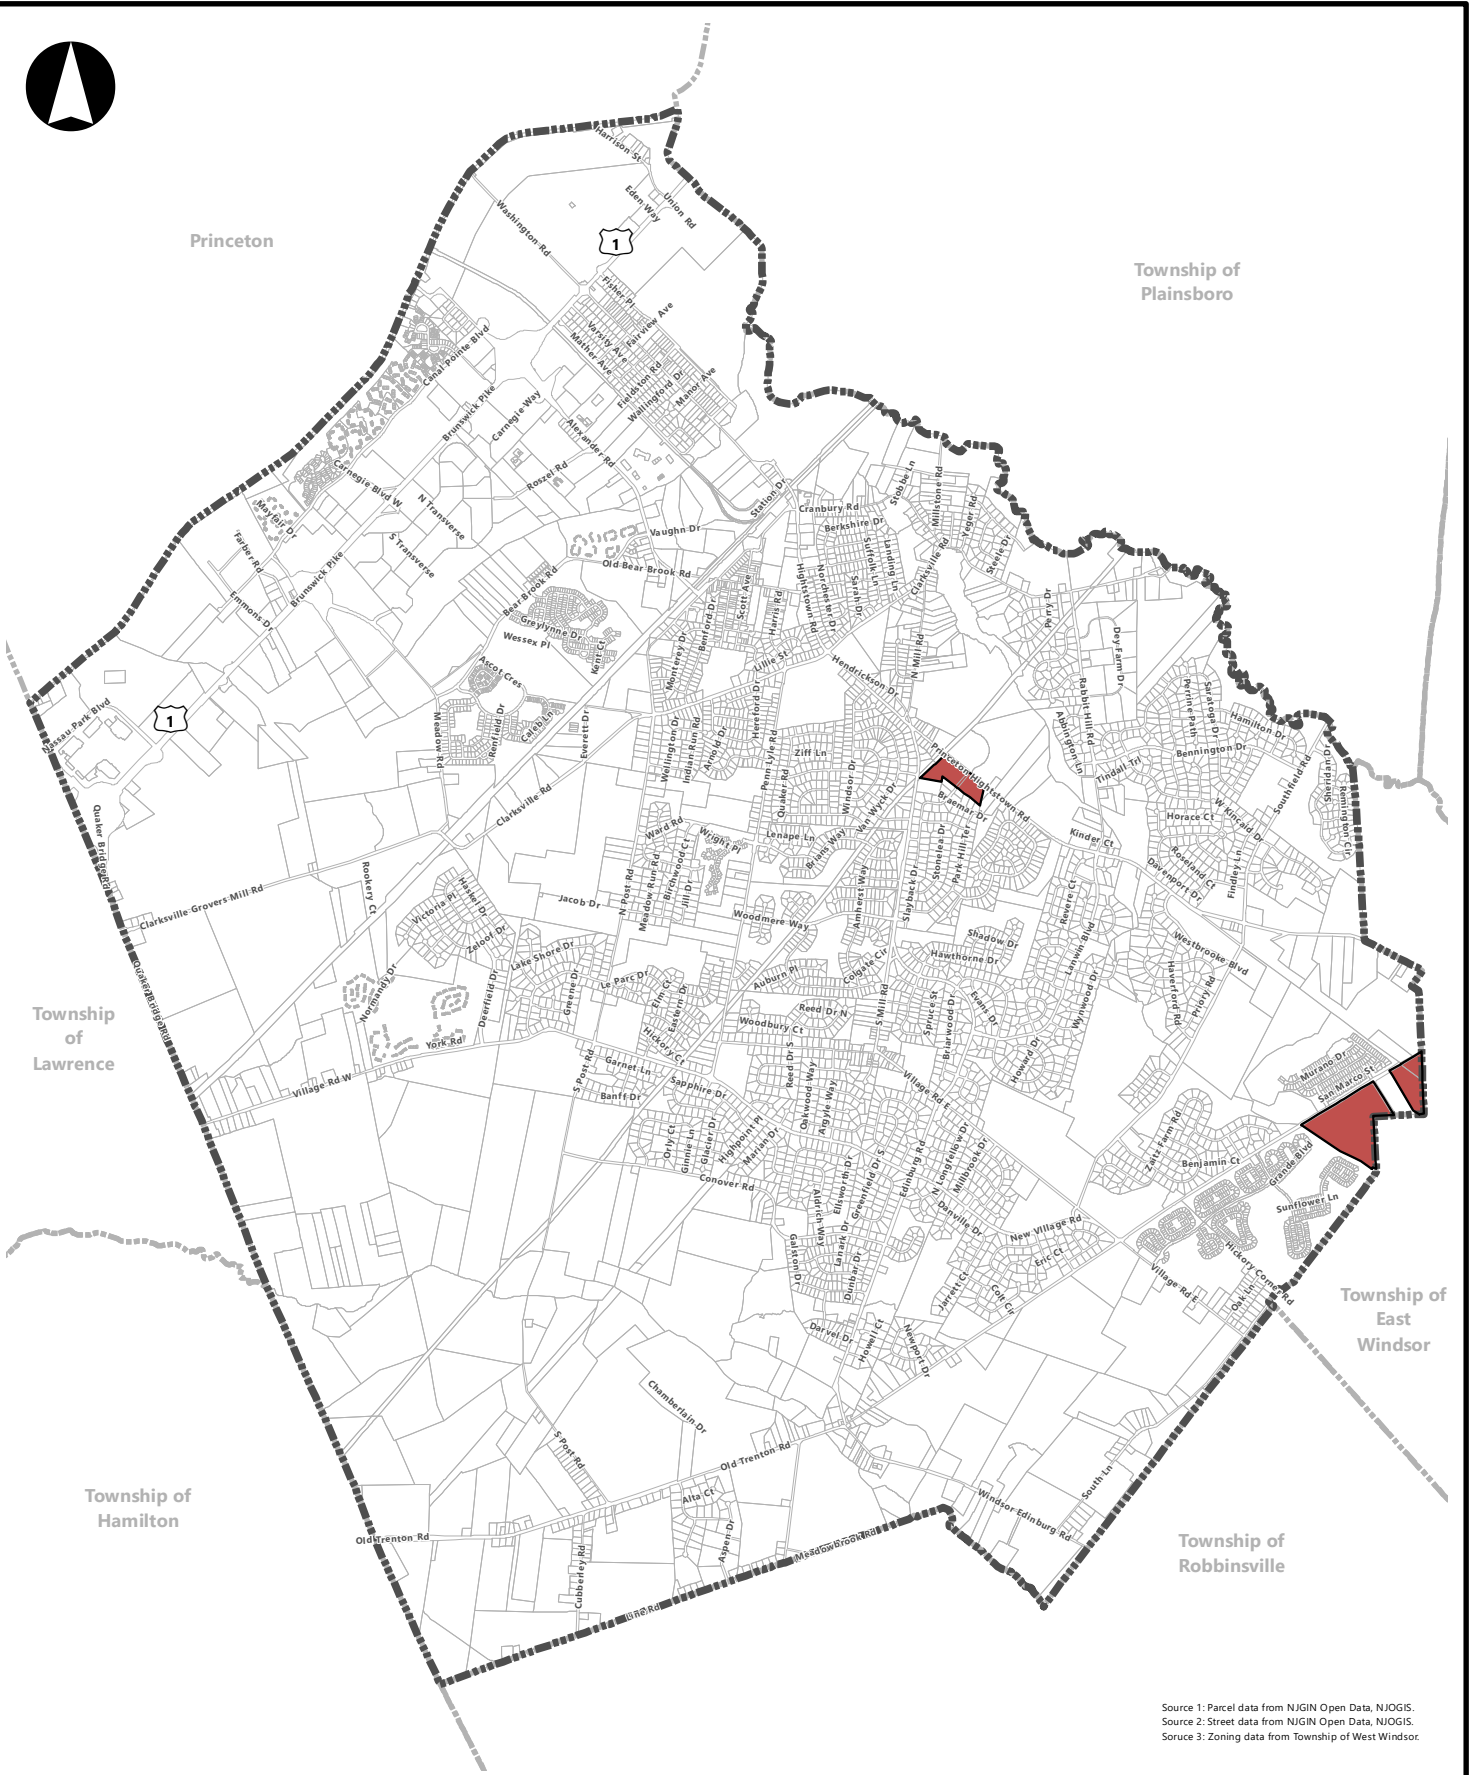 Harrison St
Eden Way
Union Rd
Washington Rd
Princeton
1
Township of
Plainsboro
Fisher Pl
Fairview Ave
Varsity Ave
Mather Ave
Canal Pointe Blvd
Fieldston Rd
Wallingford Dr
Manor Ave
Brunswick Pike
Carnegie Way
Alexander Rd
Roszel Rd
Carnegie Blvd W
N Transverse
S Transverse
Station Dr
Stobbe Ln
Millstone Rd
Yeger Rd
Steele Dr
Cranbury Rd
Berkshire Dr
Suffolk Ln
Landing Ln
Mayfair Dr
Farber Rd
Vaughn Dr
Old Bear Brook Rd
Bear Brook Rd
Brunswick Pike
Emmons Dr
Scott Ave
Harris Rd
Hightstown Rd
Norchester Dr
Sarah Dr
Clarksville Rd
Greylynne Dr
Wessex Pl
Kent Ct
Benford Dr
Monterey Dr
Lillie St
Hendrickson Dr
N Mill Rd
Perry Dr
Dey Farm Dr
Ascot Cres
Rabbit Hill Rd
Abbington Ln
Perrine Path
Saratoga Dr
Hamilton Dr
Nassau Park Blvd
1
Meadow Rd
Renfield Dr
Caleb Ln
Everett Dr
Wellington Dr
Indian Run Rd
Arnold Dr
Hereford Dr
Penn Lyle Rd
Ziff Ln
Quaker Rd
Windsor Dr
Van Wyck Dr
Princeton Hightstown Rd
Braemar Dr
Tindall Trl
Bennington Dr
Southfield Rd
Sheridan Dr
Remington Cir
Clarksville Rd
Quaker Bridge Rd
Ward Rd
Wright Pl
Lenape Ln
Brians Way
Stonelea Dr
Park Hill Ter
Kinder Ct
Horace Ct
W Kincaid Dr
Roseland Ct
Davenport Dr
Findley Ln
Clarksville Grovers Mill Rd
Rookery Ct
Haskel Dr
Victoria Pl
Zeloof Dr
Jacob Dr
N Post Rd
Meadow Run Rd
Birchwood Ct
Jill Dr
Woodmere Way
Amherst Way
Slayback Dr
Revere Ct
Lanwin Blvd
Westbrooke Blvd
Quaker Bridge Rd
Lake Shore Dr
Le Parc Dr
Auburn Pl
Colgate Cir
Shadow Dr
Hawthorne Dr
Haverford Rd
Priory Rd
Normandy Dr
Deerfield Dr
Greene Dr
Elm Ct
Eastern Dr
Hickory Ct
Reed Dr N
Woodbury Ct
S Mill Rd
Spruce St
Briarwood Dr
Evans Dr
Wynwood Dr
Howard Dr
Township
of
Lawrence
York Rd
Village Rd W
S Post Rd
Garnet Ln
Banff Dr
Sapphire Dr
Reed Dr S
Oakwood Way
Argyle Way
Village Rd E
Murano Dr
San Marco St
Orly Ct
Ginnie Ln
Glacier Dr
Highpoint Pl
Marian Dr
Conover Rd
Ellsworth Dr
Greenfield Dr S
Edinburg Rd
N Longfellow Dr
Millbrook Dr
Zaitz Farm Rd
Benjamin Ct
Grande Blvd
Sunflower Ln
Aldrich Way
Galston Dr
Lanark Dr
Dunbar Dr
Danville Dr
New Village Rd
Eric Ct
Jarrett Ct
Colt Cir
Village Rd E
Hickory Corner Rd
Oak Ln
Township of
East
Windsor
Darvel Dr
Howell Ct
Newport Dr
Chamberlain Dr
S Post Rd
Old Trenton Rd
Alta Ct
Aspen Dr
Windsor Edinburg Rd
South Ln
Township of
Hamilton
Old Trenton Rd
Cubberley Rd
Meadowbrook Rd
Line Rd
Township of
Robbinsville
Source 1: Parcel data from NJGIN Open Data, NJOGIS.
Source 2: Street data from NJGIN Open Data, NJOGIS.
Soruce 3: Zoning data from Township of West Windsor.